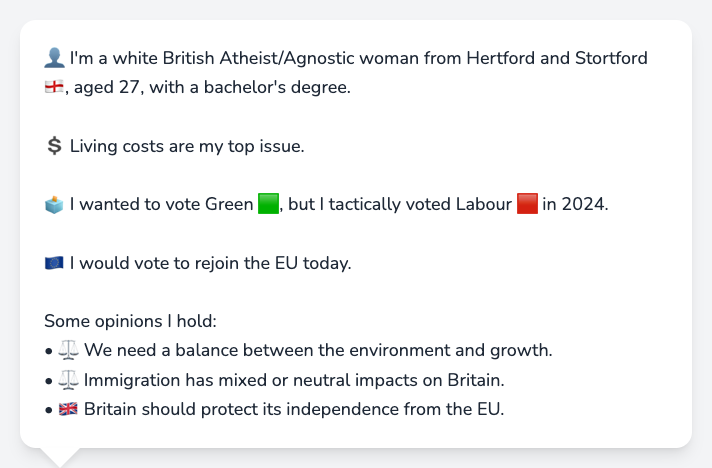 👤 I'm a white British Atheist/Agnostic woman from Hertford and Stortford
🏴󠁧󠁢󠁥󠁮󠁧󠁿, aged 27, with a bachelor's degree.
💲 Living costs are my top issue.
🗳️ I wanted to vote Green 🟩, but I tactically voted Labour 🟥 in 2024.
🇪🇺 I would vote to rejoin the EU today.
Some opinions I hold:
• ⚖️ We need a balance between the environment and growth.
• ⚖️ Immigration has mixed or neutral impacts on Britain.
• 🇬🇧 Britain should protect its independence from the EU.